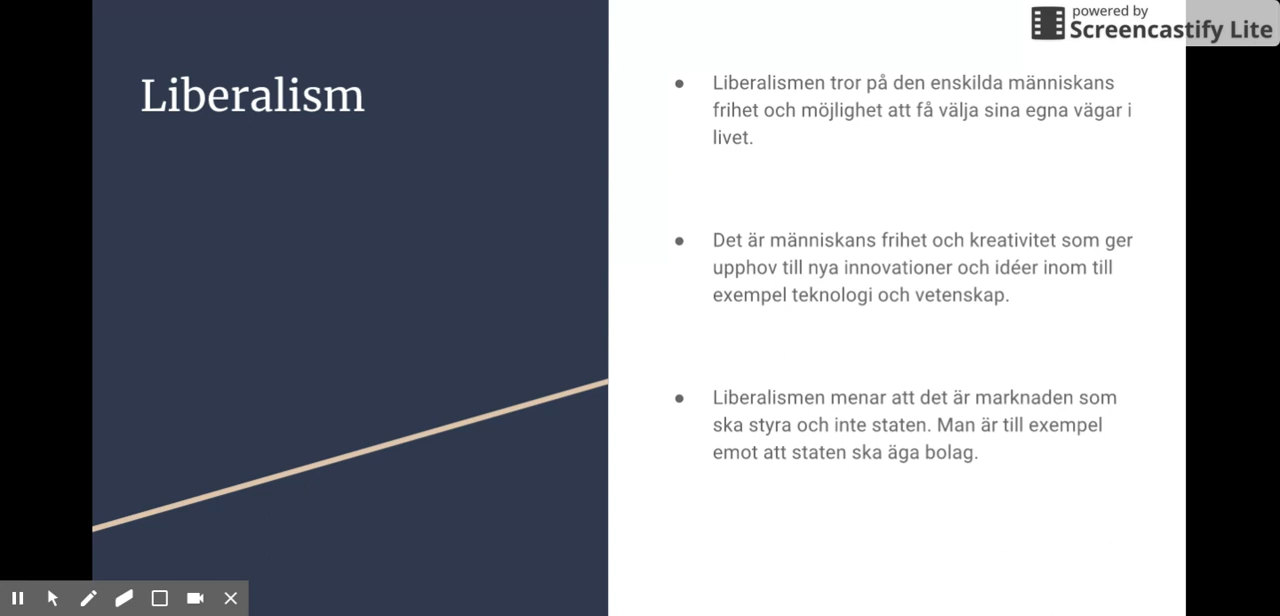 powered by
Screencastify Lite
Liberalism
Liberalismen tror på den enskilda människans
frihet och möjlighet att få välja sina egna vägar i
livet.
Det är människans frihet och kreativitet som ger
upphov till nya innovationer och idéer inom till
exempel teknologi och vetenskap.
Liberalismen menar att det är marknaden som
ska styra och inte staten. Man är till exempel
emot att staten ska äga bolag.